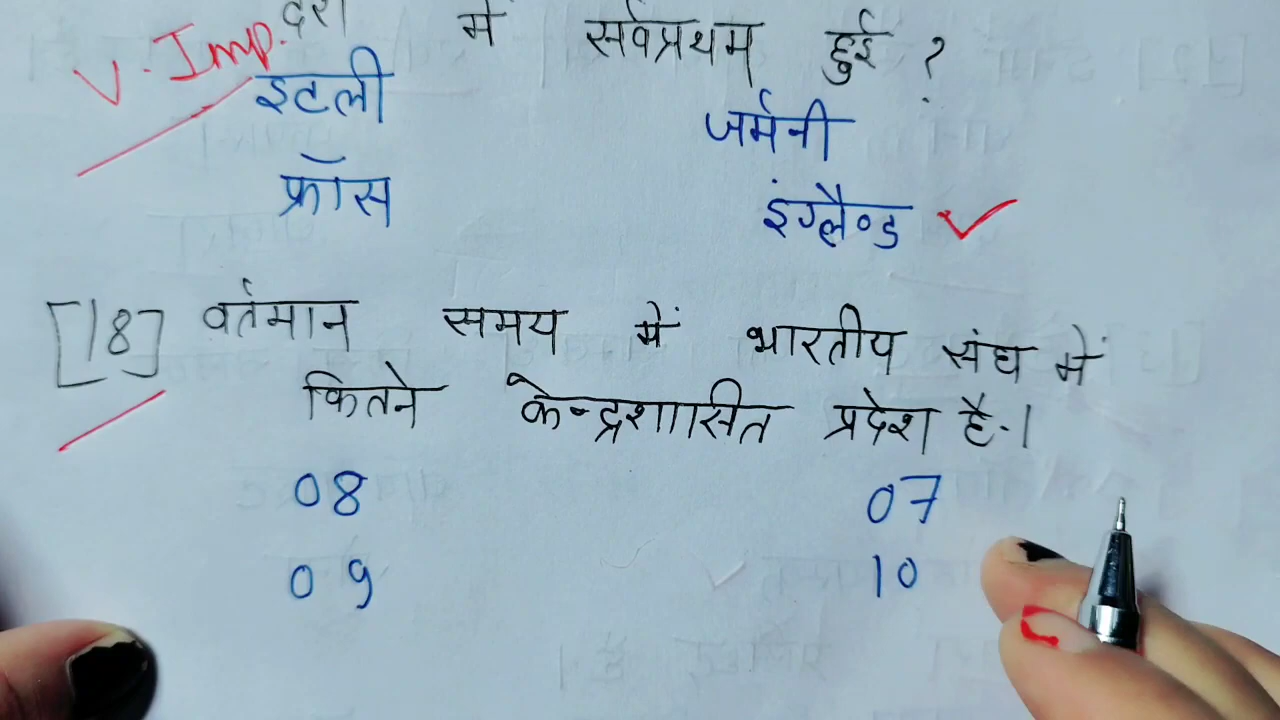 देश में सर्वप्रथम हुई ?
V. Imp.
इटली जर्मनी
फ्रॉंस इंग्लैण्ड ✓
[18] वर्तमान समय में भारतीय संघ में
कितने केन्द्रशासित प्रदेश है.।
08 07
09 10